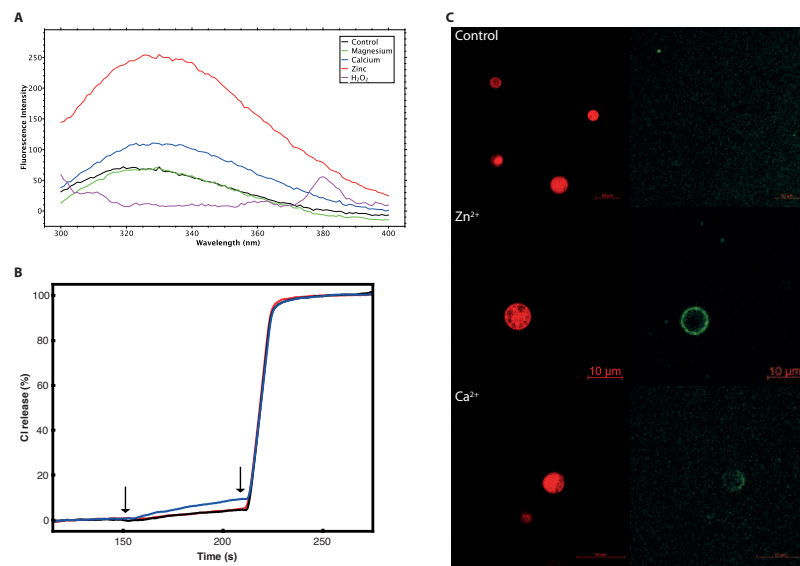 A
Fluorescence Intensity
250
200
150
100
50
0
300
320
340
360
380
400
Wavelength (nm)
Control
Magnesium
Calcium
Zinc
H₂O₂
B
Cl release (%)
100
80
60
40
20
0
150
200
250
Time (s)
C
Control
Zn²⁺
10 μm
10 μm
Ca²⁺